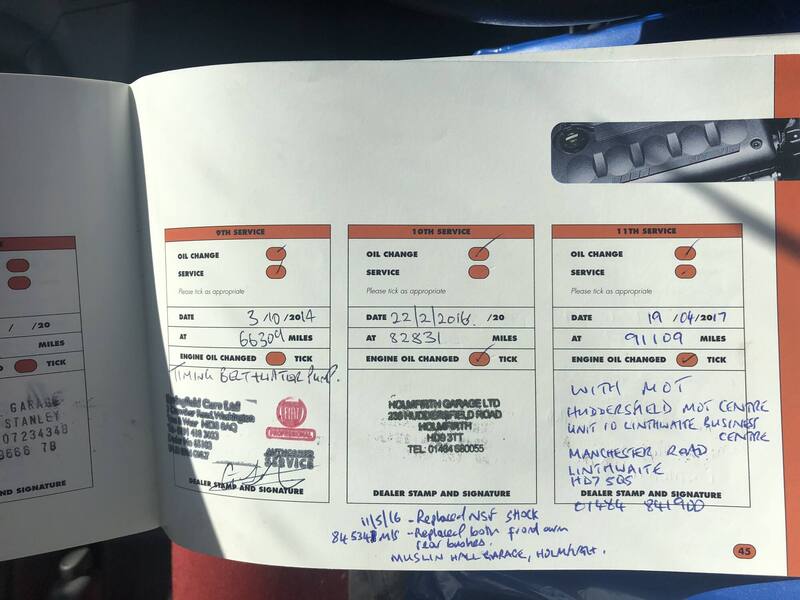 / /20
MILES
TICK
GARAGE
STANLEY
07234348
9666 7B
AND SIGNATURE
9TH SERVICE
OIL CHANGE
SERVICE
Please tick as appropriate
DATE 3/10/2014
AT 66309 MILES
ENGINE OIL CHANGED TICK
TIMING BELT + WATER PUMP.
FIAT
PROFESSIONAL
AUTHORISED
SERVICE
DEALER STAMP AND SIGNATURE
10TH SERVICE
OIL CHANGE
SERVICE
Please tick as appropriate
DATE 22/2/2016. /20
AT 82831 MILES
ENGINE OIL CHANGED TICK
HOLMFIRTH GARAGE LTD
HUDDERSFIELD ROAD
HOLMFIRTH
HD9 3TT
TEL: 01484 680055
DEALER STAMP AND SIGNATURE
11TH SERVICE
OIL CHANGE
SERVICE
Please tick as appropriate
DATE 19 /04/2017
AT 91109 MILES
ENGINE OIL CHANGED TICK
WITH MOT
HUDDERSFIELD MOT CENTRE
UNIT 10 LINTHWAITE BUSINESS
CENTRE
MANCHESTER ROAD
LINTHWAITE
HD7 5QS
DEALER STAMP AND SIGNATURE
01484 841900
11/5/16 - Replaced NSF SHOCK
84534 MLS - Replaced both front arm
rear bushes.
MUSLIN HALL GARAGE, HOLMFIRTH.
45